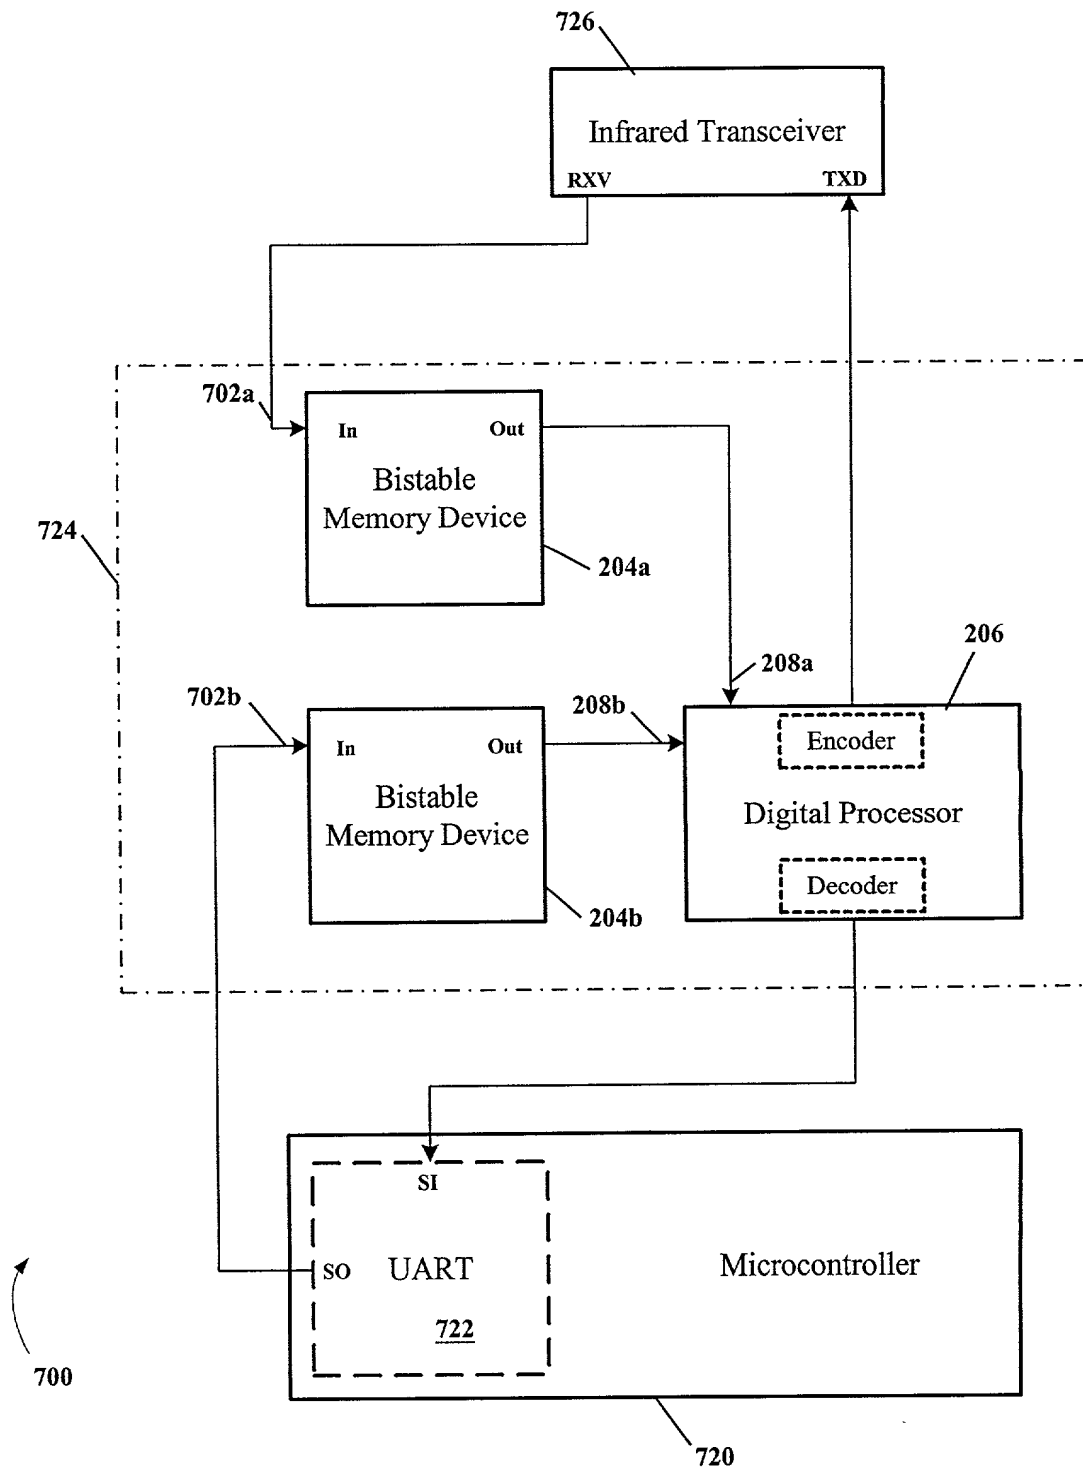 726
Infrared Transceiver
RXV TXD
702a
In Out
Bistable
Memory Device
724
204a
206
208a
702b
208b
In Out
Encoder
Bistable
Memory Device
Digital Processor
Decoder
204b
SI
SO UART
Microcontroller
722
700
720